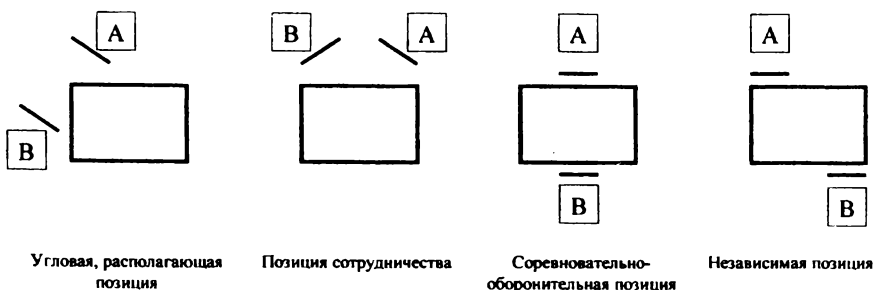 A
B
B
A
A
B
A
B
Угловая, располагающая
позиция
Позиция сотрудничества
Соревновательно-
оборонительная позиция
Независимая позиция